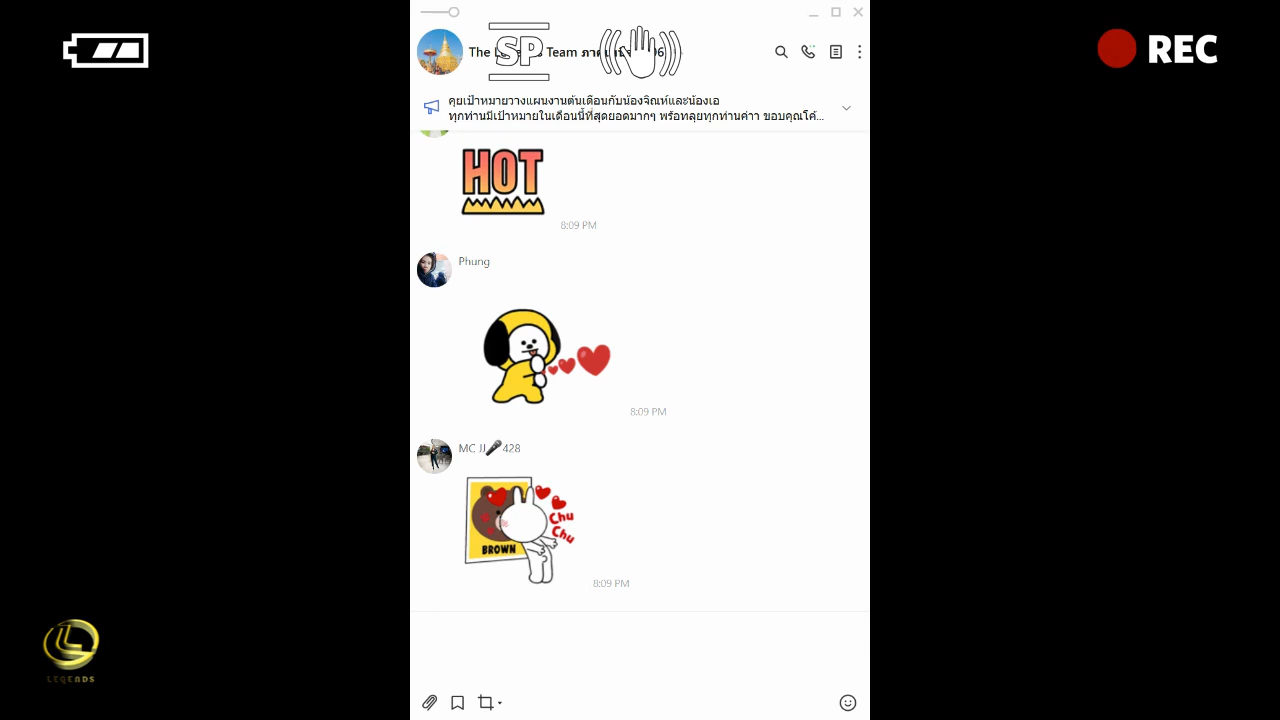 REC
SP
The
Team
คุยเป้าหมายวางแผนงานต้นเดือนกับน้องจิณห์และน้องเอ
ทุกท่านมีเป้าหมายในเดือนนี้ที่สุดยอดมากๆ พร้อทลุยทุกท่านค่าา ขอบคุณโค้...
HOT
8:09 PM
Phung
8:09 PM
MC JJ🎤428
Chu
Chu
BROWN
8:09 PM
LEGENDS